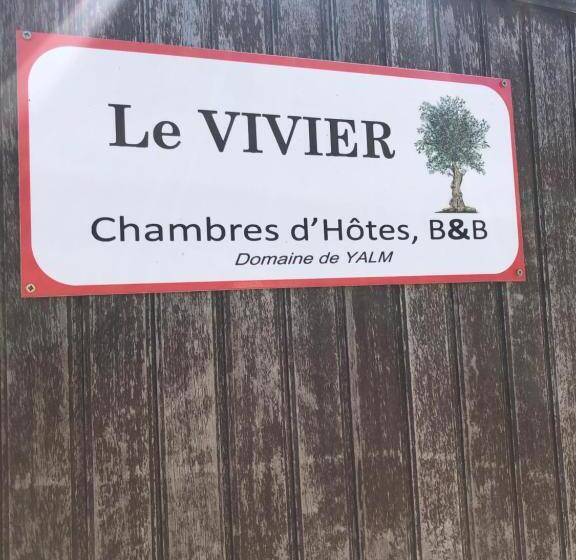 Le VIVIER
Chambres d'Hôtes, B&B
Domaine de YALM